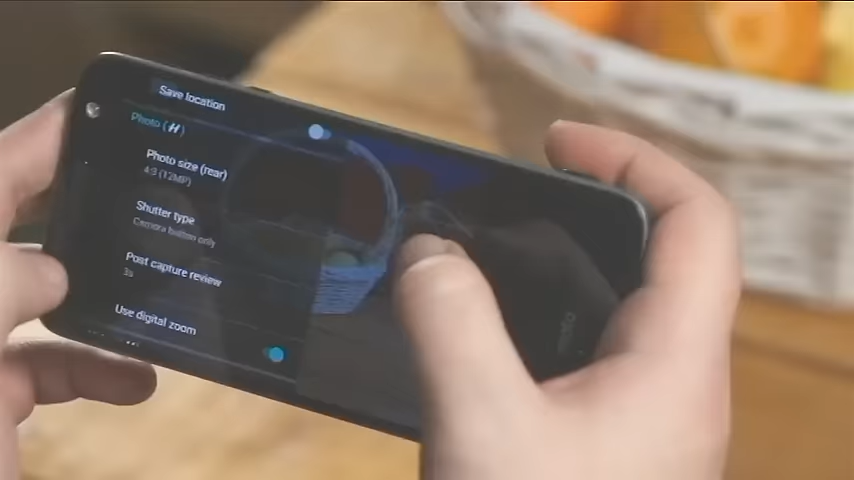 Save location
Photo (H)
Photo size (rear)
4:3 (12MP)
Shutter type
Camera button only
Post capture review
3s
Use digital zoom
moto